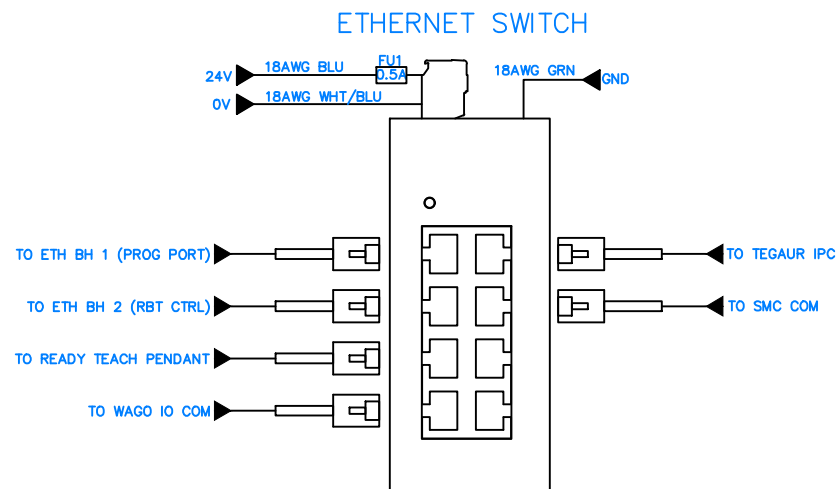 ETHERNET SWITCH
FU1
24V 18AWG BLU 0.5A 18AWG GRN GND
0V 18AWG WHT/BLU
TO ETH BH 1 (PROG PORT) TO TEGAUR IPC
TO ETH BH 2 (RBT CTRL) TO SMC COM
TO READY TEACH PENDANT
TO WAGO IO COM